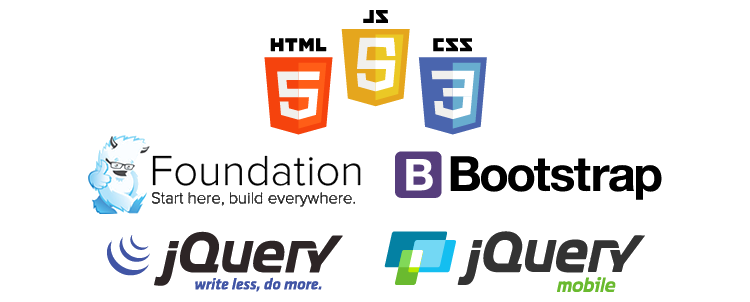 JS
HTML
CSS
5
5
3
Foundation
Start here, build everywhere.
B Bootstrap
jQuery
write less, do more.
jQuery
mobile